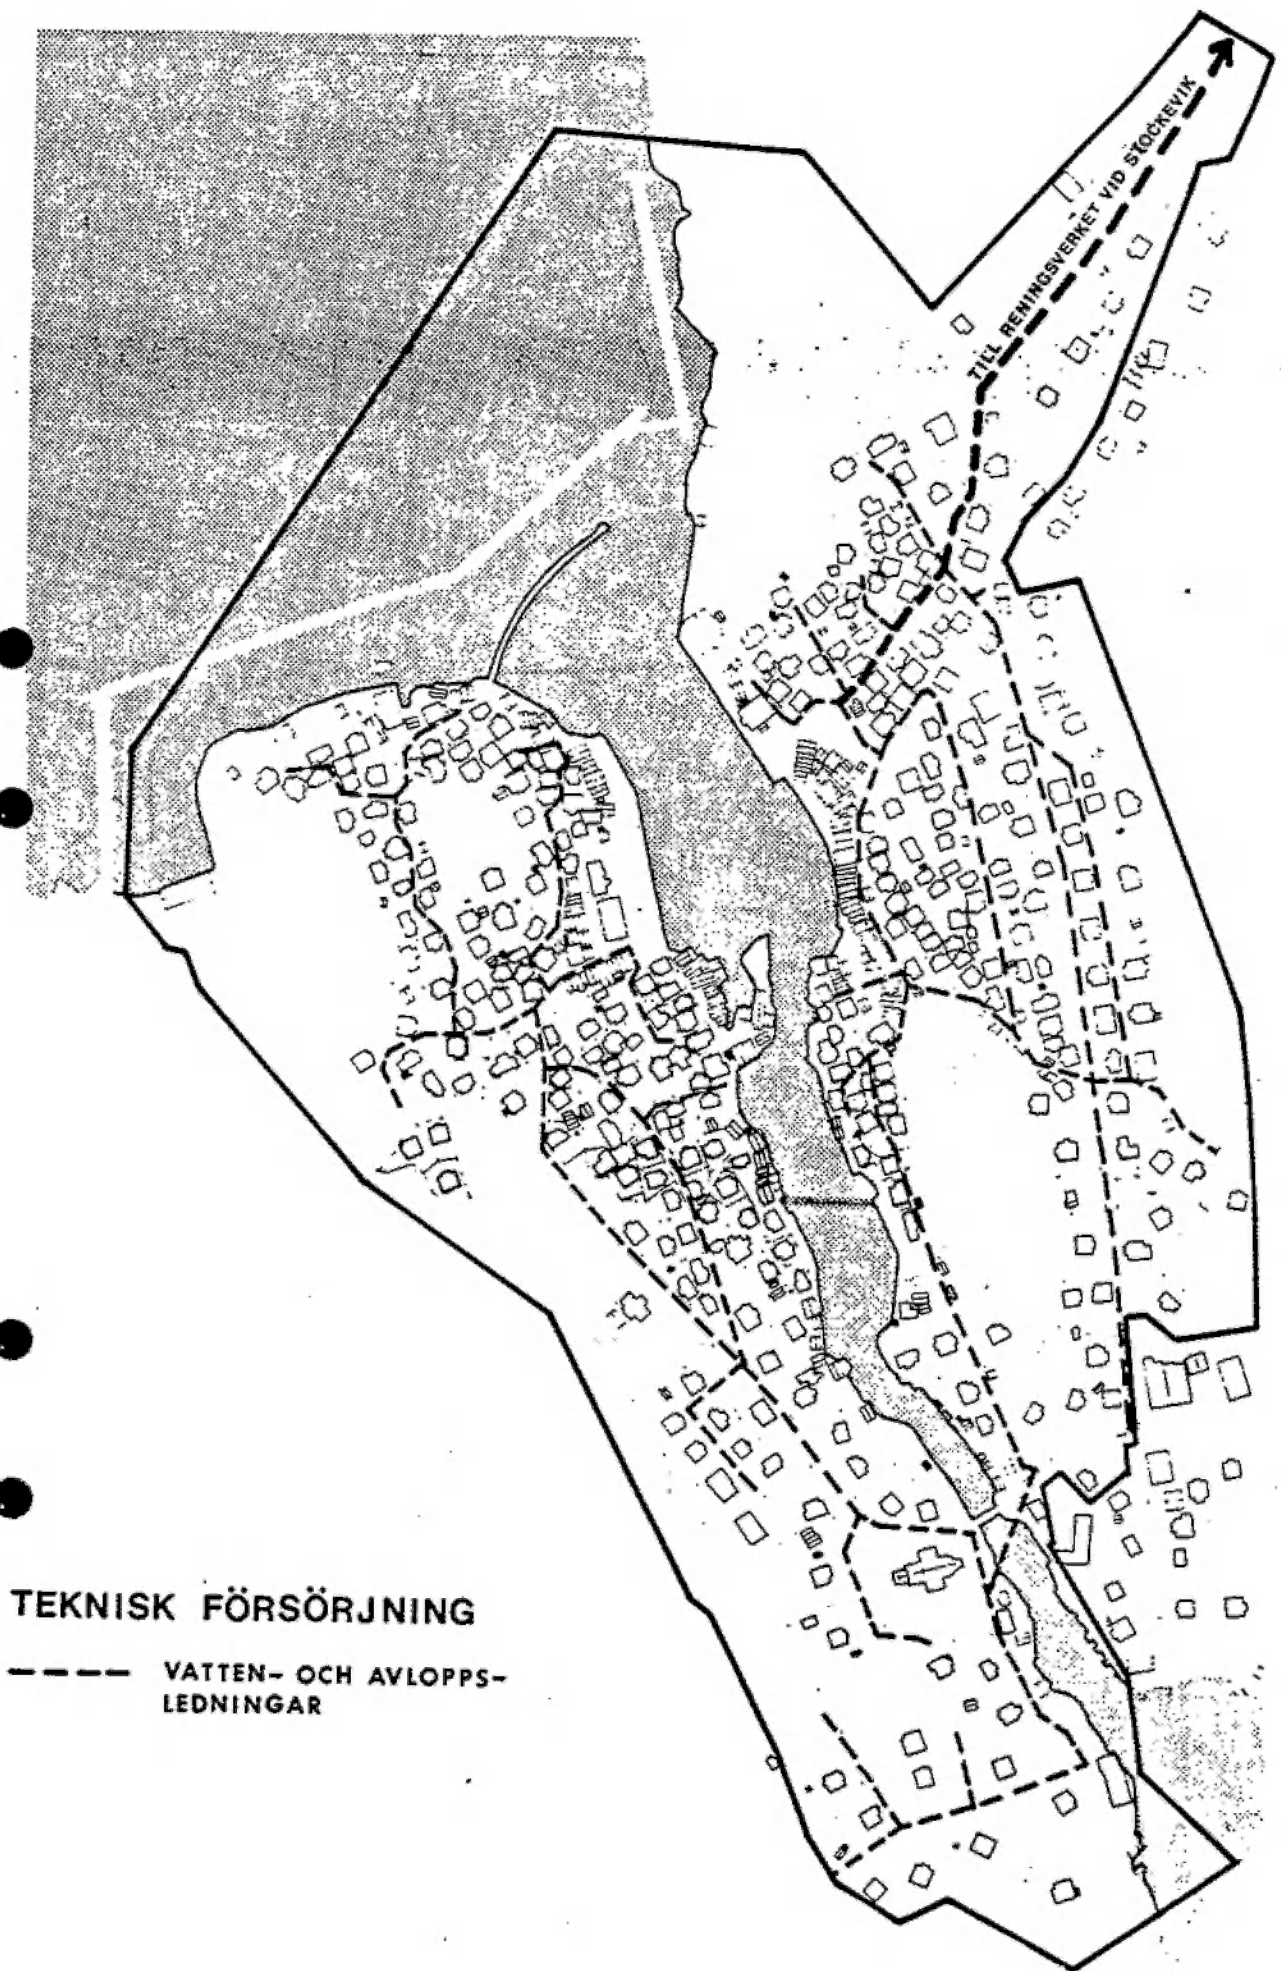 TILL RENINGSVERKET VID STOCKEVIK
TEKNISK FÖRSÖRJNING
VATTEN- OCH AVLOPPS-
LEDNINGAR